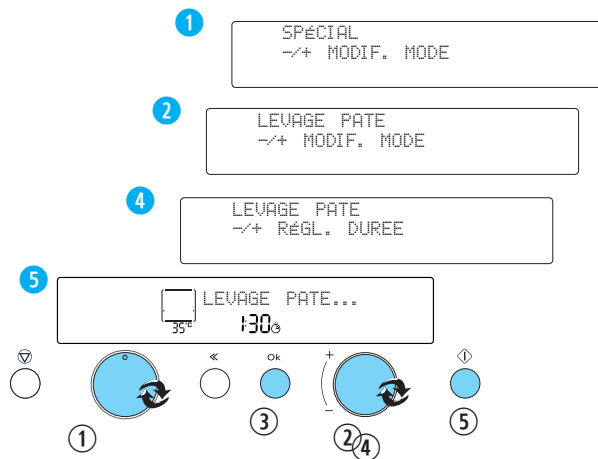 1
SPéCIAL
-/+ MODIF. MODE
2
LEVAGE PATE
-/+ MODIF. MODE
4
LEVAGE PATE
-/+ RéGL. DUREE
5
LEVAGE PATE...
35°C 1:30
« Ok + -
1 3 2 4 5